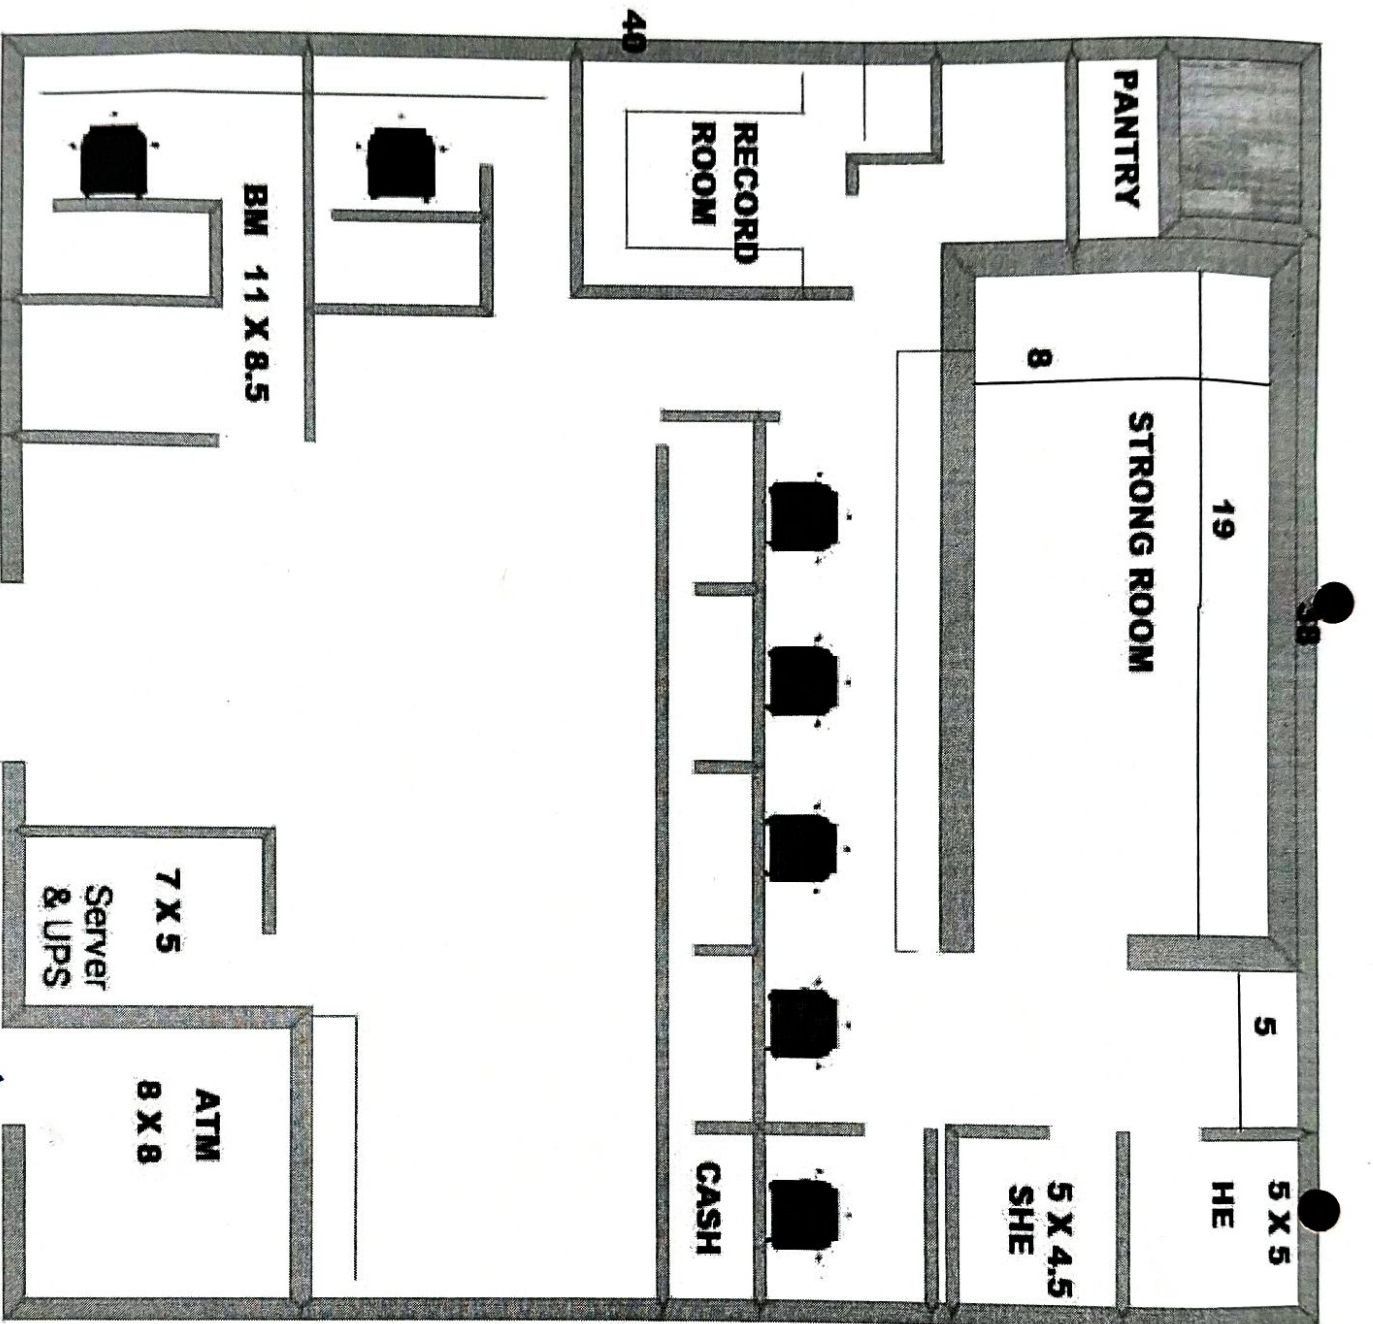 40
PANTRY
RECORD
ROOM
BM 11 X 8.5
8
STRONG ROOM
19
38
5
7 X 5
Server
& UPS
ATM
8 X 8
CASH
5 X 4.5
SHE
5 X 5
HE